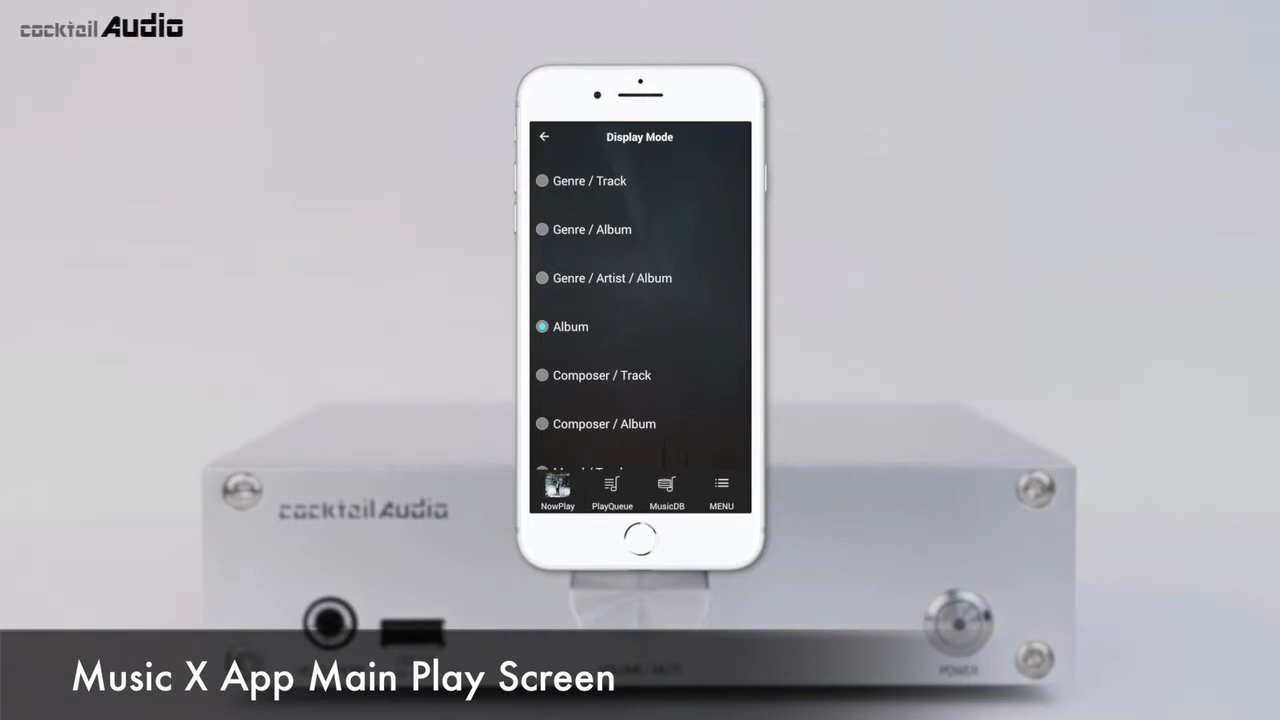 cocktail Audio
Display Mode
Genre / Track
Genre / Album
Genre / Artist / Album
Album
Composer / Track
Composer / Album
NowPlay
PlayQueue
MusicDB
MENU
cocktail Audio
POWER
Music X App Main Play Screen